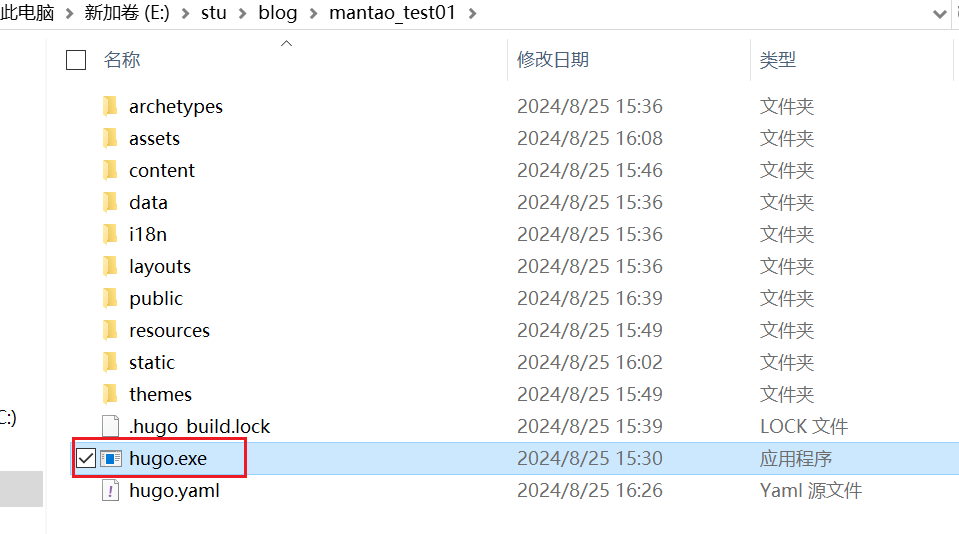 此电脑 > 新加卷 (E:) > stu > blog > mantao_test01 >
名称 修改日期 类型
archetypes 2024/8/25 15:36 文件夹
assets 2024/8/25 16:08 文件夹
content 2024/8/25 15:46 文件夹
data 2024/8/25 15:36 文件夹
i18n 2024/8/25 15:36 文件夹
layouts 2024/8/25 15:36 文件夹
public 2024/8/25 16:39 文件夹
resources 2024/8/25 15:49 文件夹
static 2024/8/25 16:02 文件夹
themes 2024/8/25 15:49 文件夹
C:)
.hugo_build.lock 2024/8/25 15:39 LOCK 文件
hugo.exe 2024/8/25 15:30 应用程序
hugo.yaml 2024/8/25 16:26 Yaml 源文件